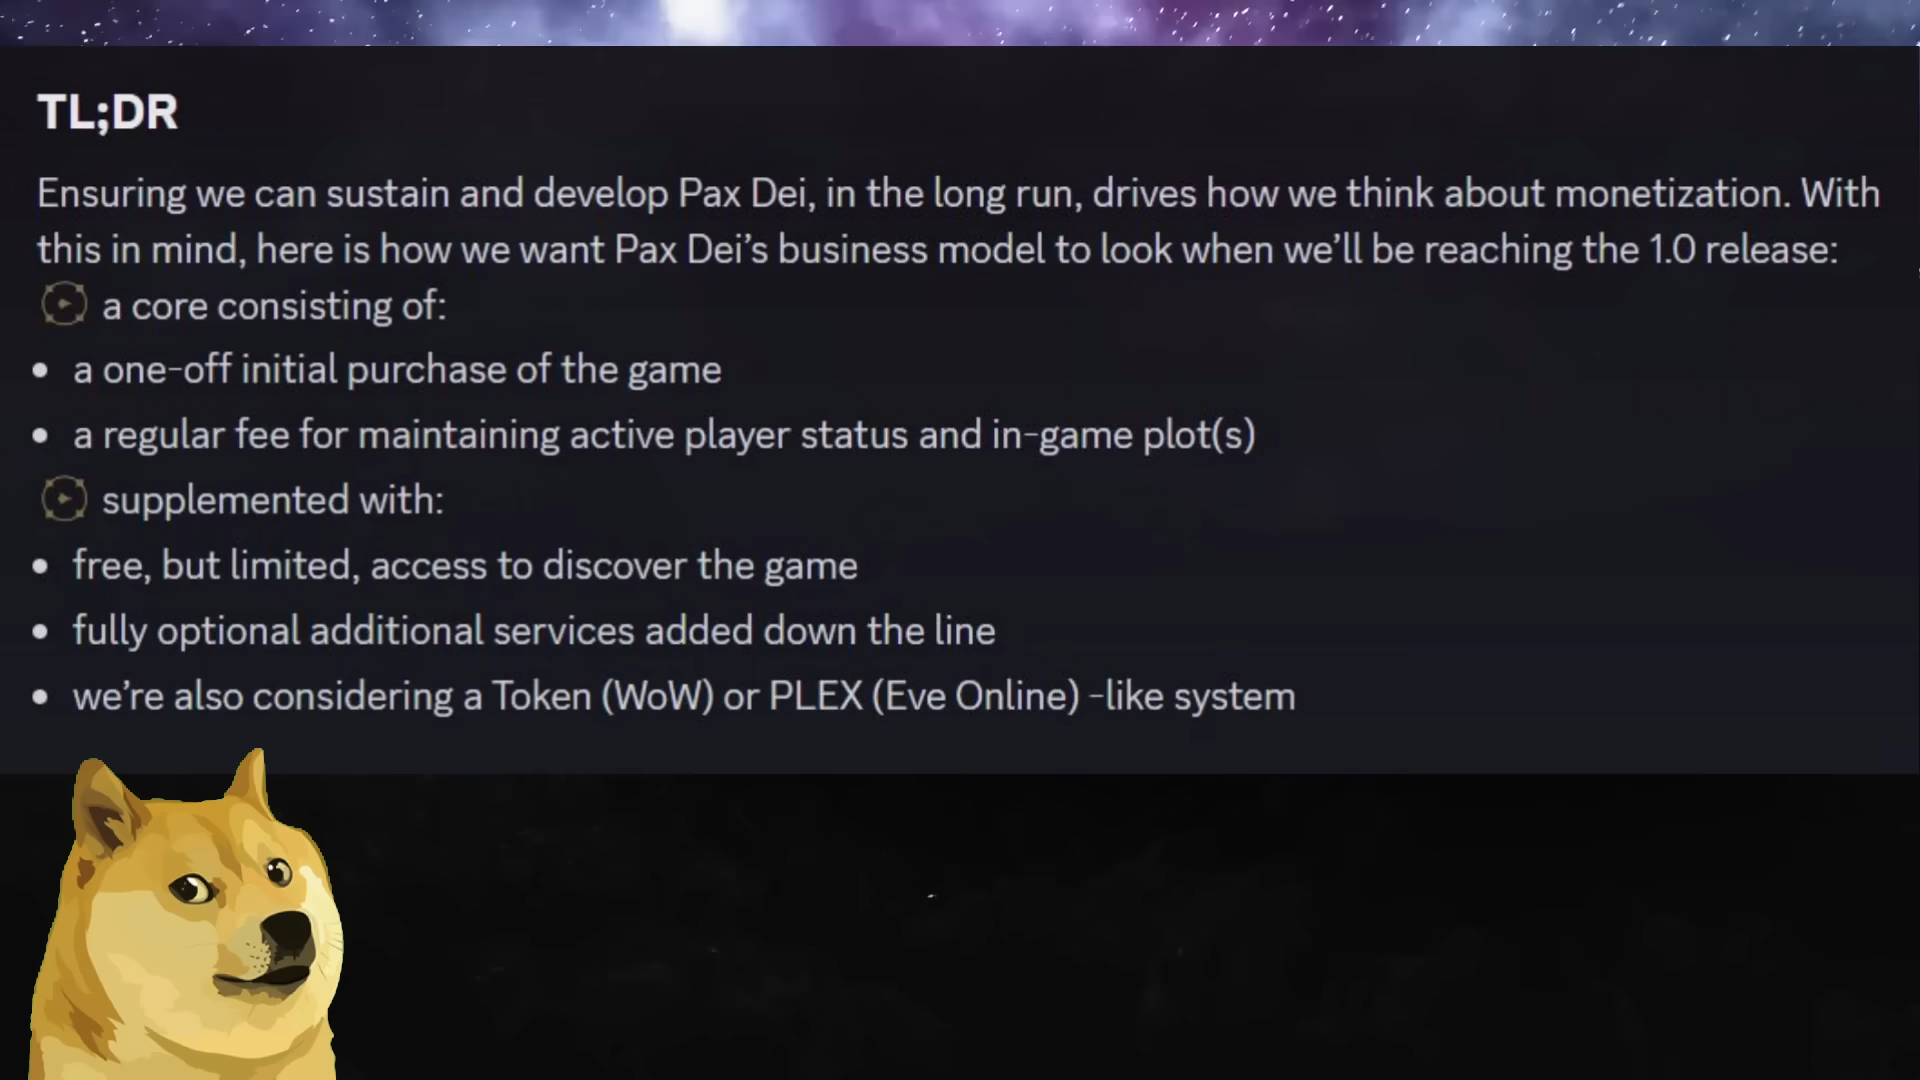 TL;DR
Ensuring we can sustain and develop Pax Dei, in the long run, drives how we think about monetization. With
this in mind, here is how we want Pax Dei’s business model to look when we’ll be reaching the 1.0 release:
a core consisting of:
• a one-off initial purchase of the game
• a regular fee for maintaining active player status and in-game plot(s)
supplemented with:
• free, but limited, access to discover the game
• fully optional additional services added down the line
• we’re also considering a Token (WoW) or PLEX (Eve Online) -like system